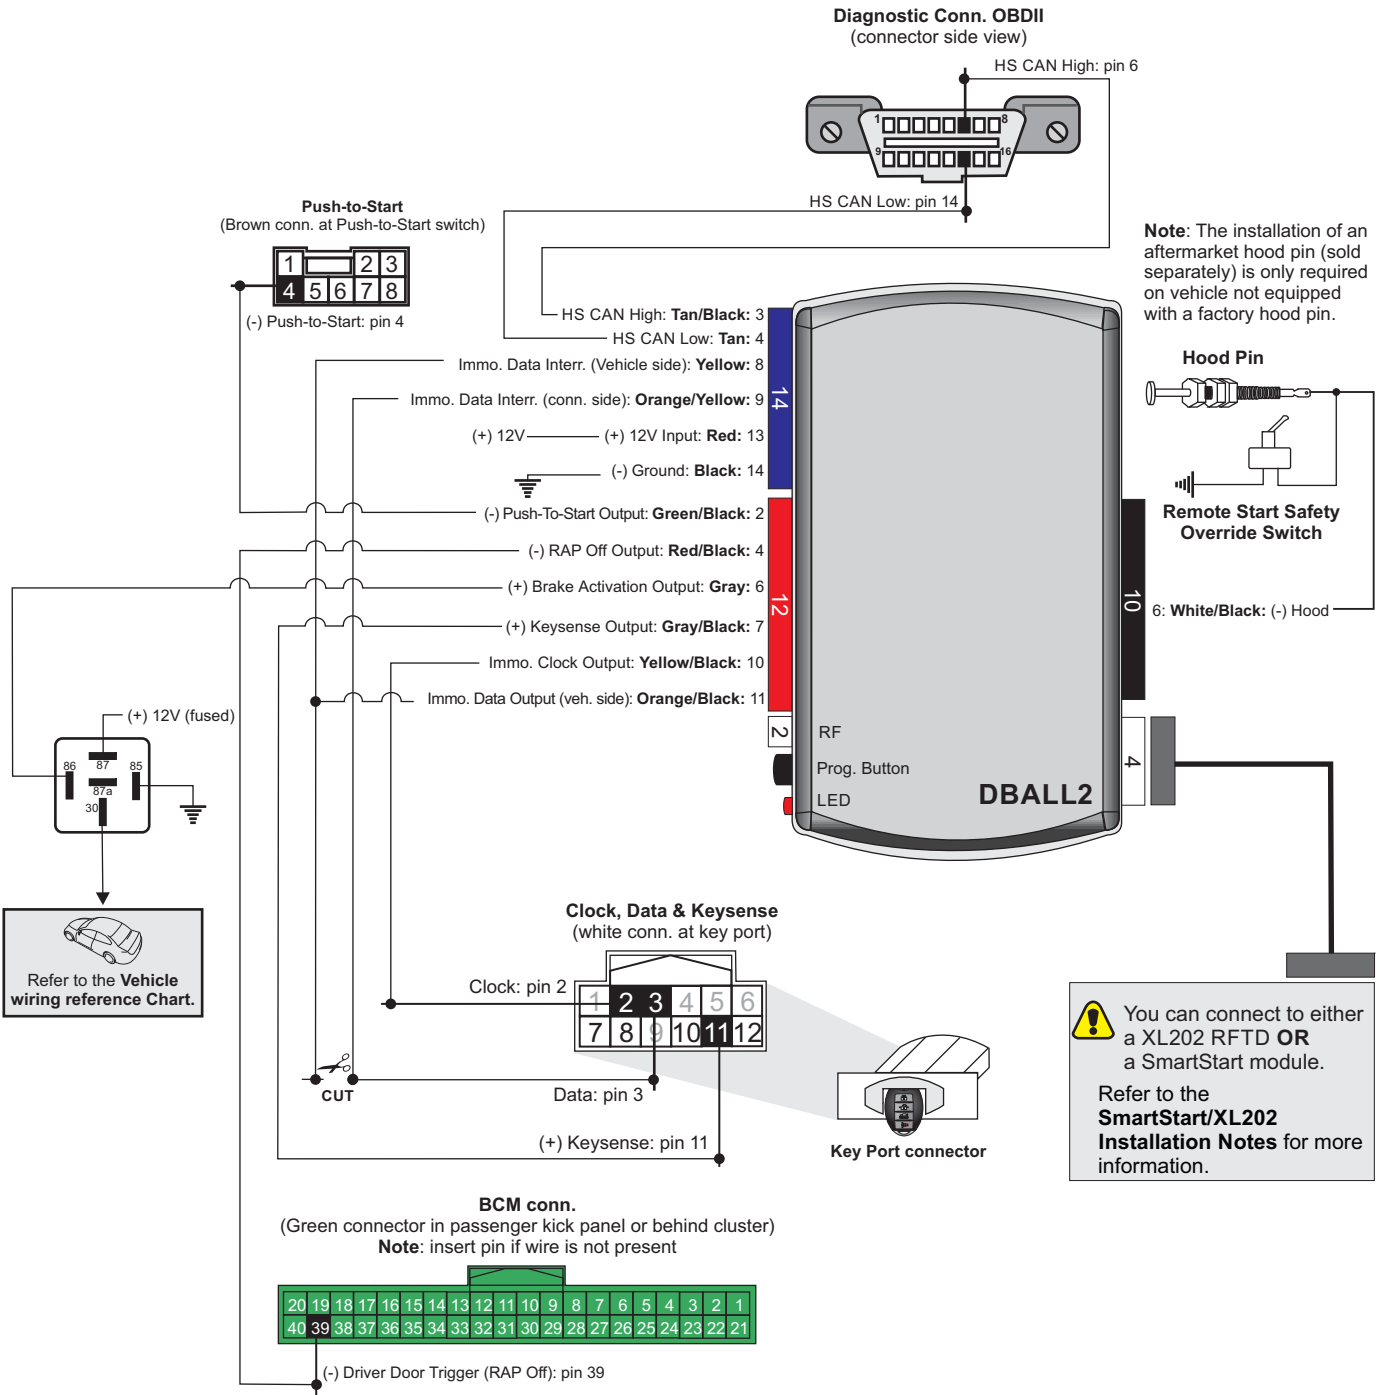 Diagnostic Conn. OBDII
(connector side view)
HS CAN High: pin 6
1
8
9
16
HS CAN Low: pin 14
Push-to-Start
(Brown conn. at Push-to-Start switch)
1 2 3
4 5 6 7 8
(-) Push-to-Start: pin 4
Note: The installation of an
aftermarket hood pin (sold
separately) is only required
on vehicle not equipped
with a factory hood pin.
Hood Pin
Remote Start Safety
Override Switch
HS CAN High: Tan/Black: 3
HS CAN Low: Tan: 4
Immo. Data Interr. (Vehicle side): Yellow: 8
Immo. Data Interr. (conn. side): Orange/Yellow: 9
(+) 12V (+) 12V Input: Red: 13
(-) Ground: Black: 14
14
(-) Push-To-Start Output: Green/Black: 2
(-) RAP Off Output: Red/Black: 4
(+) Brake Activation Output: Gray: 6
(+) Keysense Output: Gray/Black: 7
Immo. Clock Output: Yellow/Black: 10
Immo. Data Output (veh. side): Orange/Black: 11
12
10
6: White/Black: (-) Hood
2
RF
Prog. Button
LED
DBALL2
4
(+) 12V (fused)
86
87
85
87a
30
Refer to the Vehicle
wiring reference Chart.
Clock, Data & Keysense
(white conn. at key port)
Clock: pin 2
1 2 3 4 5 6
7 8 9 10 11 12
CUT
Data: pin 3
(+) Keysense: pin 11
Key Port connector
You can connect to either
a XL202 RFTD OR
a SmartStart module.
Refer to the
SmartStart/XL202
Installation Notes for more
information.
BCM conn.
(Green connector in passenger kick panel or behind cluster)
Note: insert pin if wire is not present
20 19 18 17 16 15 14 13 12 11 10 9 8 7 6 5 4 3 2 1
40 39 38 37 36 35 34 33 32 31 30 29 28 27 26 25 24 23 22 21
(-) Driver Door Trigger (RAP Off): pin 39